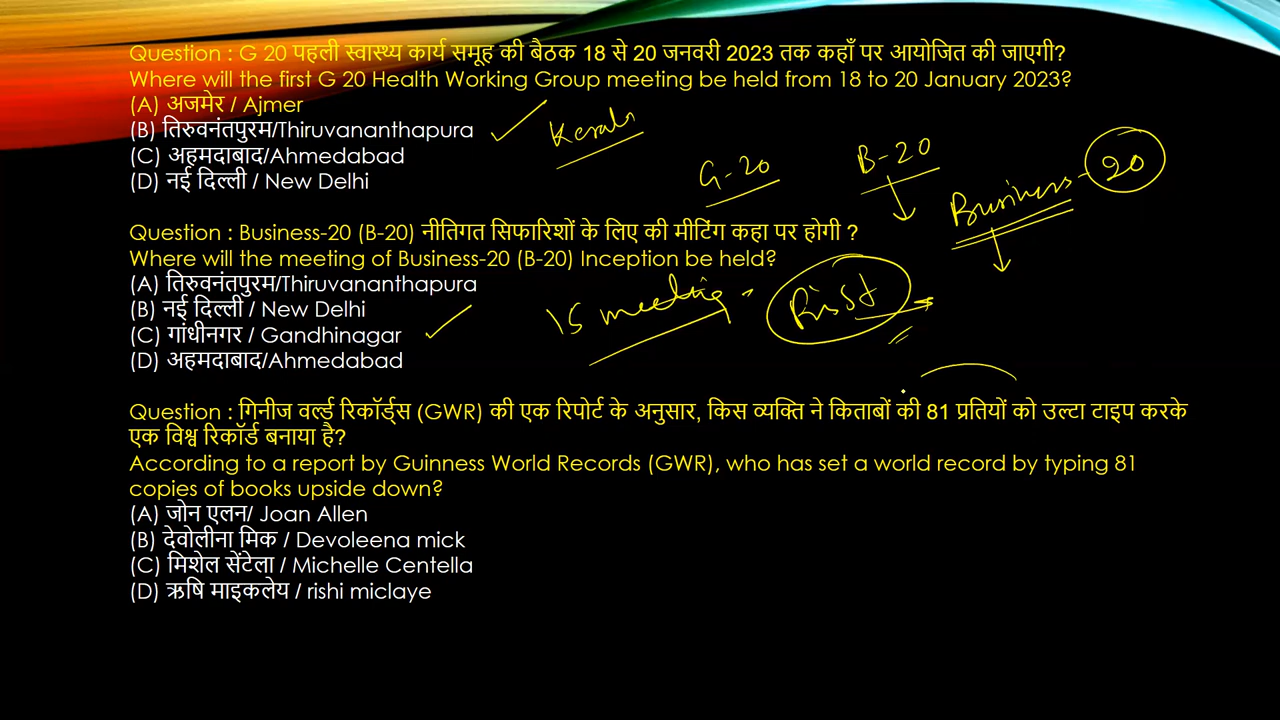 Question : G 20 पहली स्वास्थ्य कार्य समूह की बैठक 18 से 20 जनवरी 2023 तक कहाँ पर आयोजित की जाएगी?
Where will the first G 20 Health Working Group meeting be held from 18 to 20 January 2023?
(A) अजमेर / Ajmer
(B) तिरुवनंतपुरम/Thiruvananthapura
Kerala
(C) अहमदाबाद/Ahmedabad
(D) नई दिल्ली / New Delhi
G-20
B-20
Business - 20
Question : Business-20 (B-20) नीतिगत सिफारिशों के लिए की मीटिंग कहा पर होगी ?
Where will the meeting of Business-20 (B-20) Inception be held?
(A) तिरुवनंतपुरम/Thiruvananthapura
(B) नई दिल्ली / New Delhi
(C) गांधीनगर / Gandhinagar
15 meeting -
(D) अहमदाबाद/Ahmedabad
Question : गिनीज वर्ल्ड रिकॉर्ड्स (GWR) की एक रिपोर्ट के अनुसार, किस व्यक्ति ने किताबों की 81 प्रतियों को उल्टा टाइप करके
एक विश्व रिकॉर्ड बनाया है?
According to a report by Guinness World Records (GWR), who has set a world record by typing 81
copies of books upside down?
(A) जोन एलन/ Joan Allen
(B) देवोलीना मिक / Devoleena mick
(C) मिशेल सेंटेला / Michelle Centella
(D) ऋषि माइकलेय / rishi miclaye